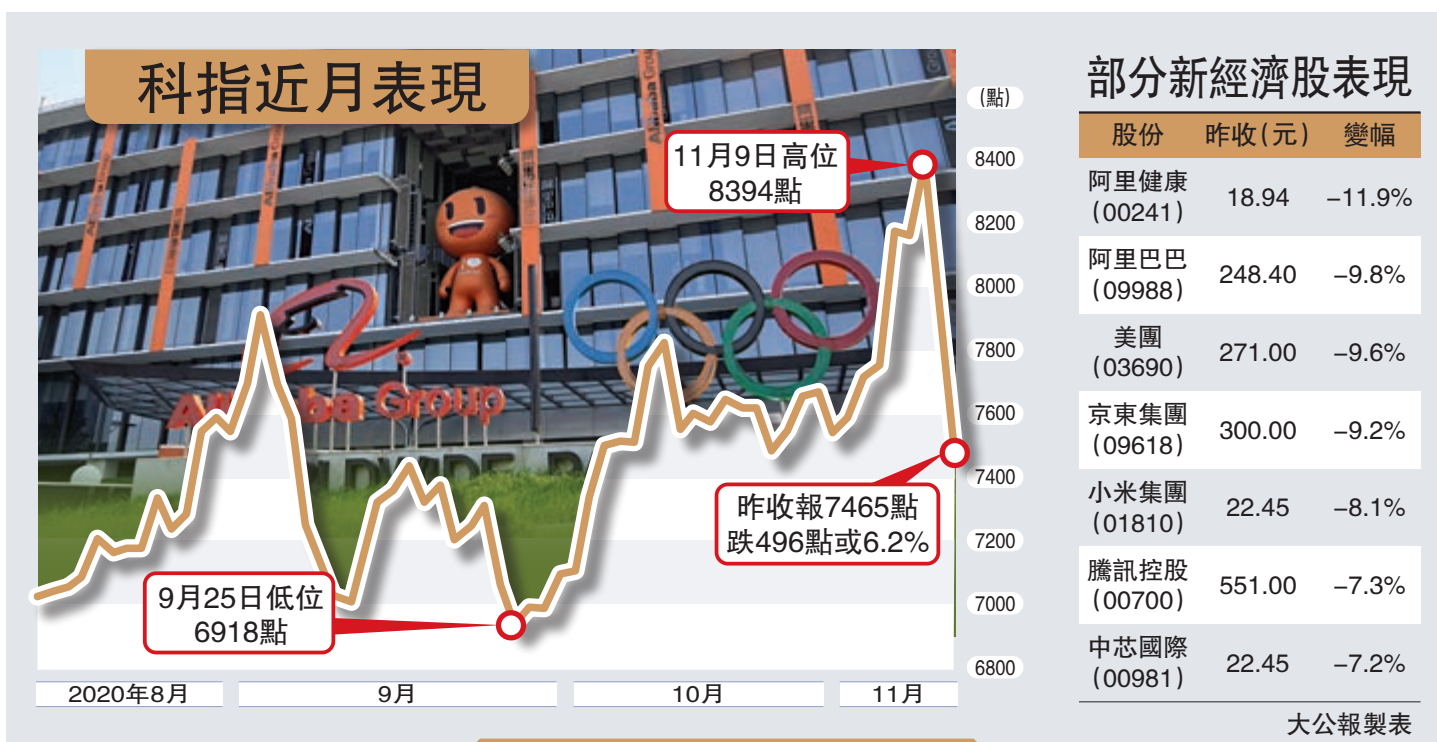 科指近月表現
(點)
8400
8200
8000
7800
7600
7400
7200
7000
6800
11月9日高位
8394點
昨收報7465點
跌496點或6.2%
9月25日低位
6918點
Alibaba Group
2020年8月 9月 10月 11月
部分新經濟股表現
股份 昨收(元) 變幅
阿里健康
(00241) 18.94 –11.9%
阿里巴巴
(09988) 248.40 –9.8%
美團
(03690) 271.00 –9.6%
京東集團
(09618) 300.00 –9.2%
小米集團
(01810) 22.45 –8.1%
騰訊控股
(00700) 551.00 –7.3%
中芯國際
(00981) 22.45 –7.2%
大公報製表